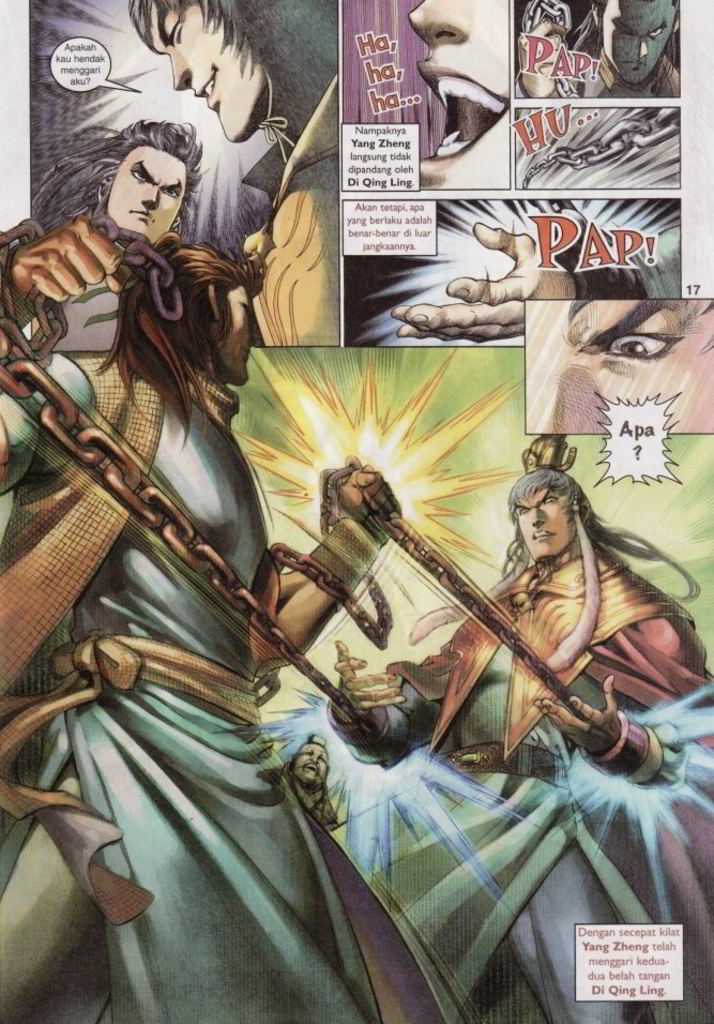 Apakah
kau hendak
menggari
aku?
Ha,
ha,
ha...
Nampaknya
Yang Zheng
langsung tidak
dipandang oleh
Di Qing Ling.
PAP!
HU...
Akan tetapi, apa
yang berlaku adalah
benar-benar di luar
jangkaannya.
PAP!
17
Apa
?
Dengan secepat kilat
Yang Zheng telah
menggari kedua-
dua belah tangan
Di Qing Ling.